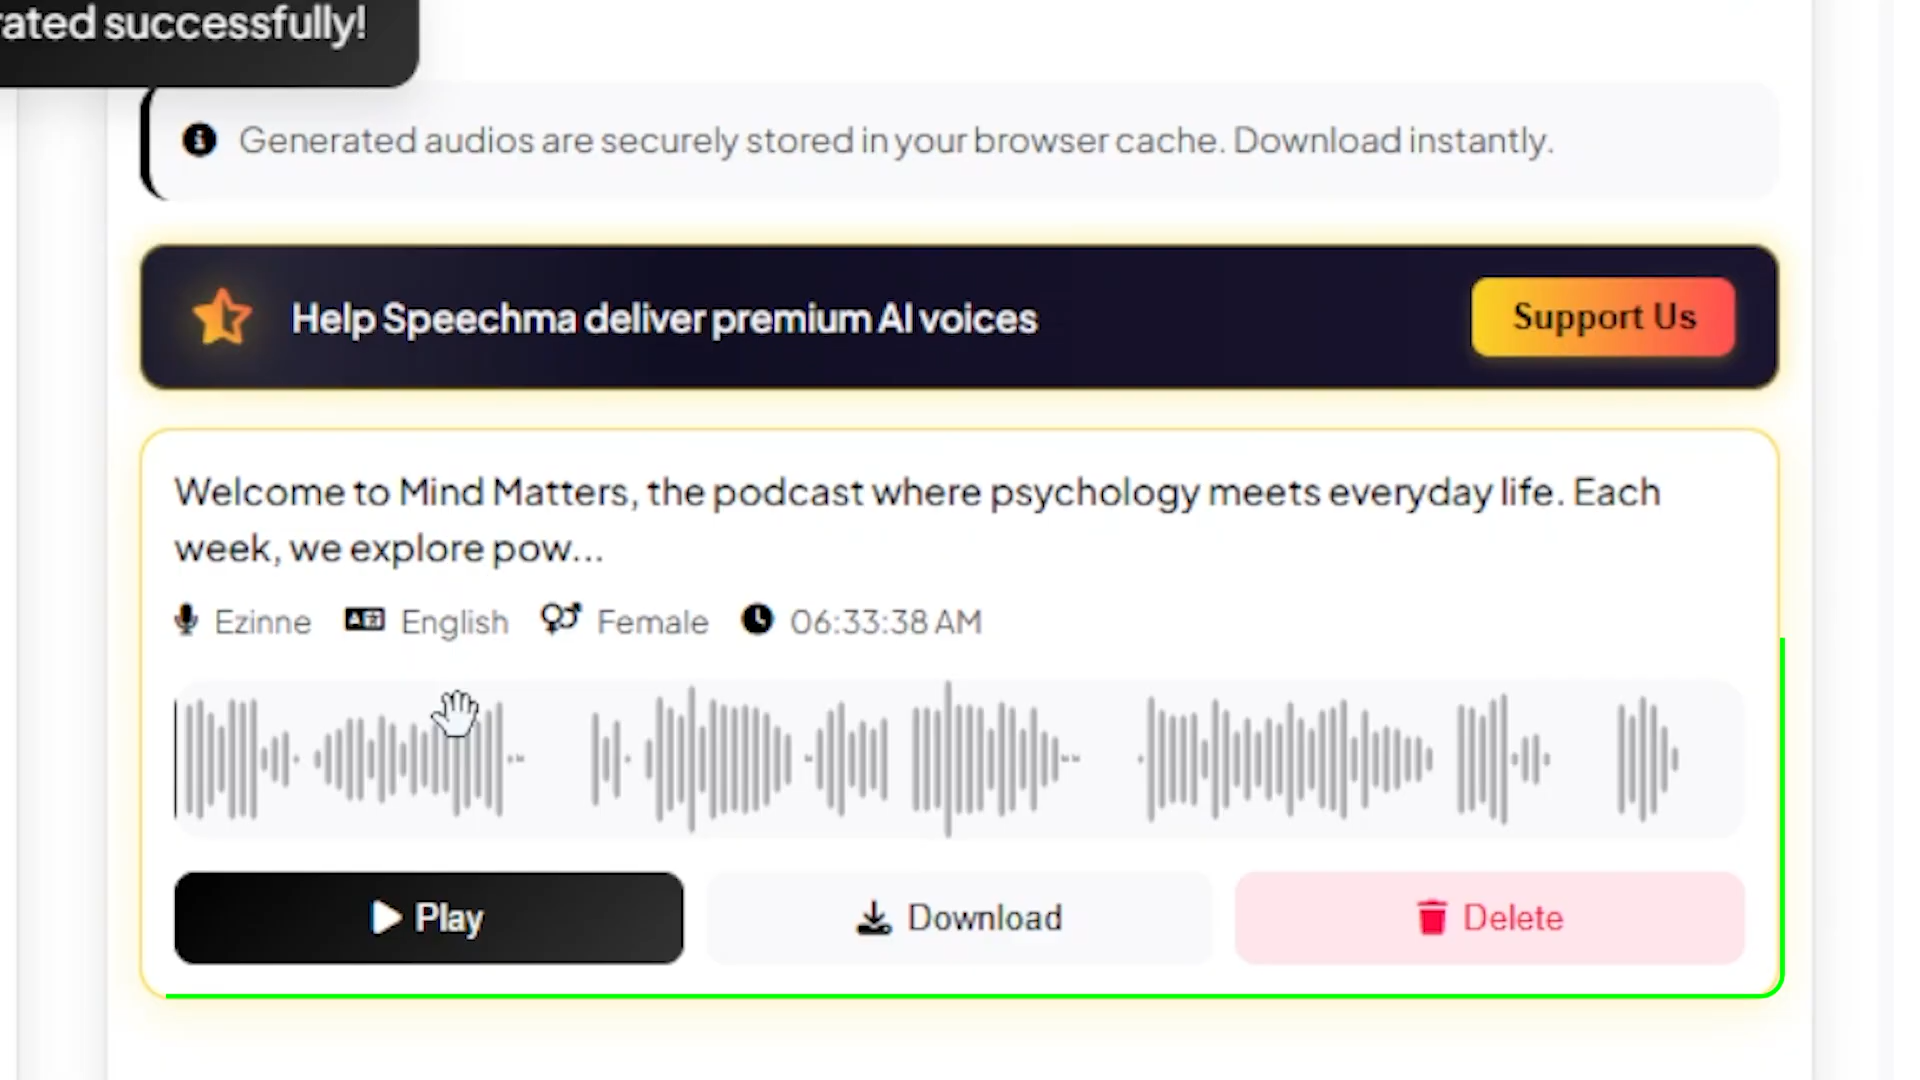 rated successfully!
Generated audios are securely stored in your browser cache. Download instantly.
Help Speechma deliver premium AI voices
Support Us
Welcome to Mind Matters, the podcast where psychology meets everyday life. Each
week, we explore pow...
Ezinne English Female 06:33:38 AM
Play Download Delete